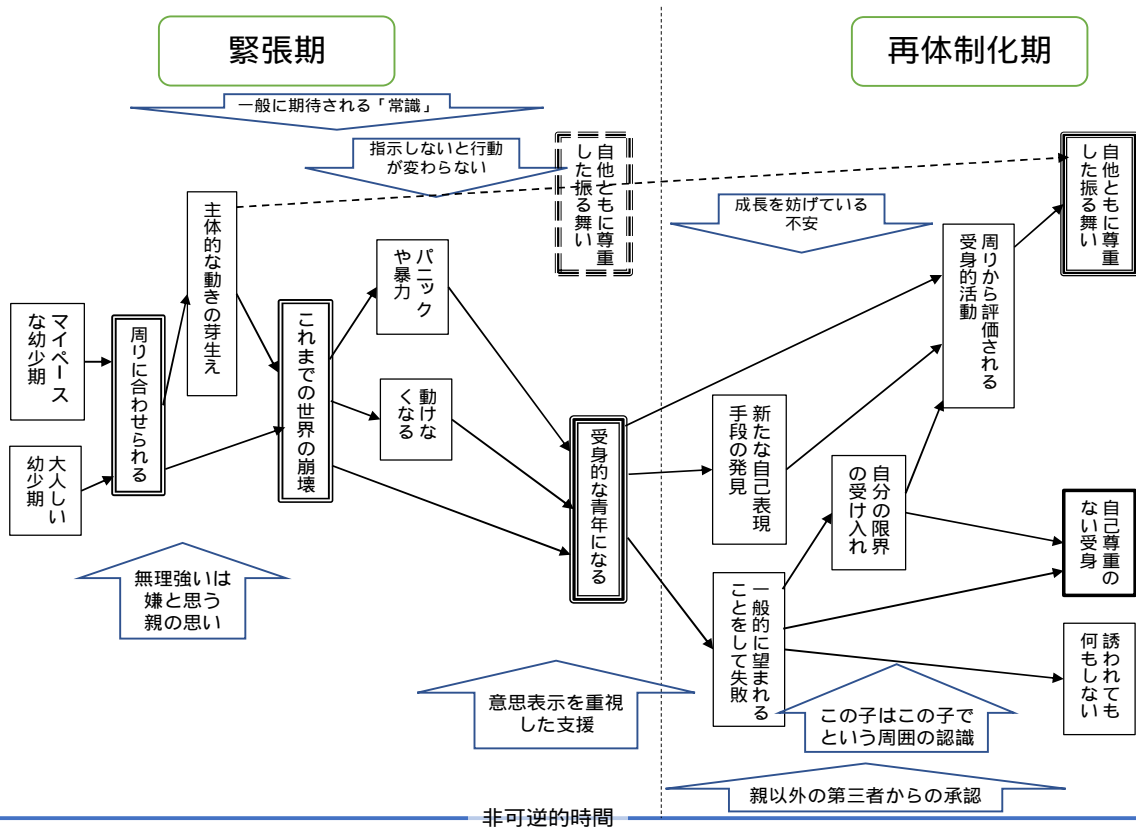 緊張期
再体制化期
一般に期待される「常識」
指示しないと行動
が変わらない
自他ともに尊重
した振る舞い
自他ともに尊重
した振る舞い
成長を妨げている
不安
主体的な動きの芽生え
パニック
や暴力
周りから評価される
受身的活動
マイペース
な幼少期
周りに合わせられる
これまでの世界の崩壊
動けな
くなる
新たな自己表現
手段の発見
受身的な青年になる
大人しい
幼少期
自分の限界
の受け入れ
自己尊重の
ない受身
無理強いは
嫌と思う
親の思い
一般的に望まれる
ことをして失敗
誘われても
何もしない
意思表示を重視
した支援
この子はこの子で
という周囲の認識
親以外の第三者からの承認
非可逆的時間